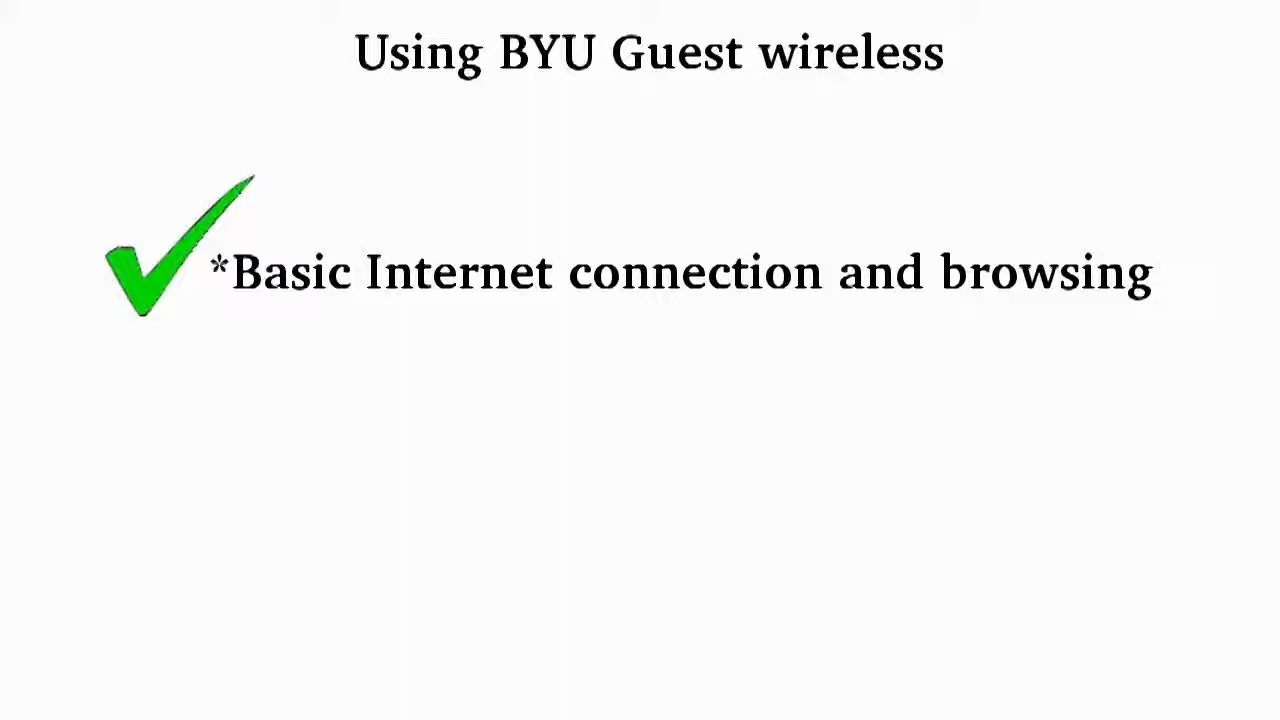 Using BYU Guest wireless
*Basic Internet connection and browsing